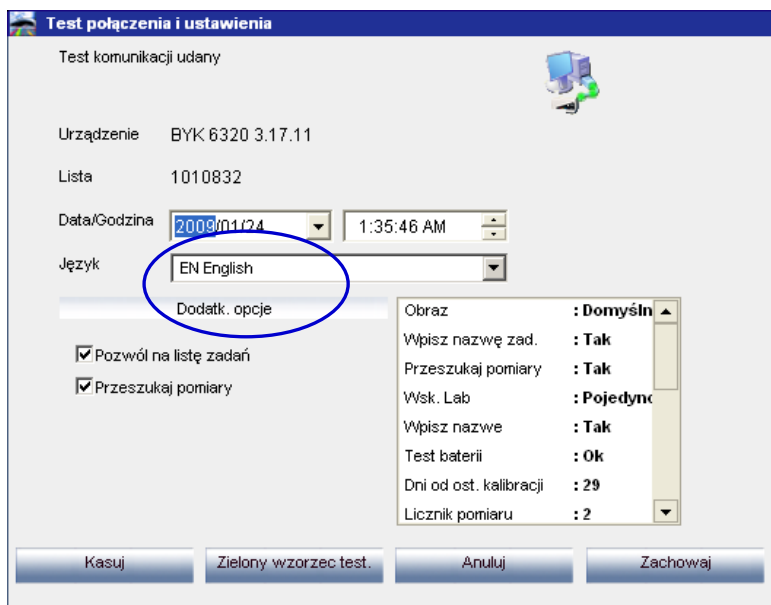 Test połączenia i ustawienia
Test komunikacji udany
Urządzenie BYK 6320 3.17.11
Lista 1010832
Data/Godzina 2009/01/24 1:35:46 AM
Język EN English
Dodatk. opcje
Pozwól na listę zadań
Przeszukaj pomiary
Obraz : Domyśln
Wpisz nazwę zad. : Tak
Przeszukaj pomiary : Tak
Wsk. Lab : Pojedync
Wpisz nazwe : Tak
Test baterii : Ok
Dni od ost. kalibracji : 29
Licznik pomiaru : 2
Kasuj Zielony wzorzec test. Anuluj Zachowaj